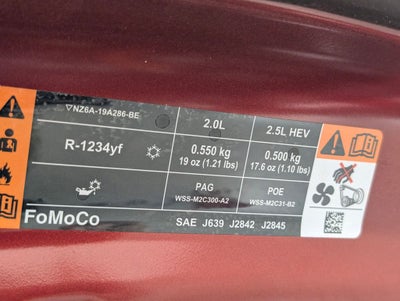 ▽NZ6A-19A286-BE 2.0L 2.5L HEV
R-1234yf 0.550 kg 0.500 kg
19 oz (1.21 lbs) 17.6 oz (1.10 lbs)
PAG POE
WSS-M2C300-A2 WSS-M2C31-B2
FoMoCo SAE J639 J2842 J2845